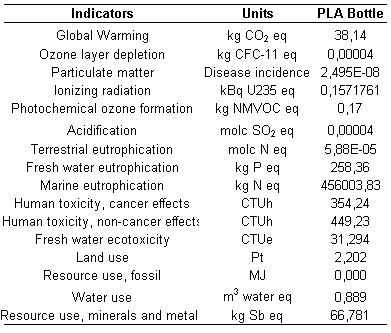 Indicators Units PLA Bottle
Global Warming kg CO₂ eq 38,14
Ozone layer depletion kg CFC-11 eq 0,00004
Particulate matter Disease incidence 2,495E-08
Ionizing radiation kBq U235 eq 0,1571761
Photochemical ozone formation kg NMVOC eq 0,17
Acidification molc SO₂ eq 0,00004
Terrestrial eutrophication molc N eq 5,88E-05
Fresh water eutrophication kg P eq 258,36
Marine eutrophication kg N eq 456003,83
Human toxicity, cancer effects CTUh 354,24
Human toxicity, non-cancer effects CTUh 449,23
Fresh water ecotoxicity CTUe 31,294
Land use Pt 2,202
Resource use, fossil MJ 0,000
Water use m³ water eq 0,889
Resource use, minerals and metal kg Sb eq 66,781